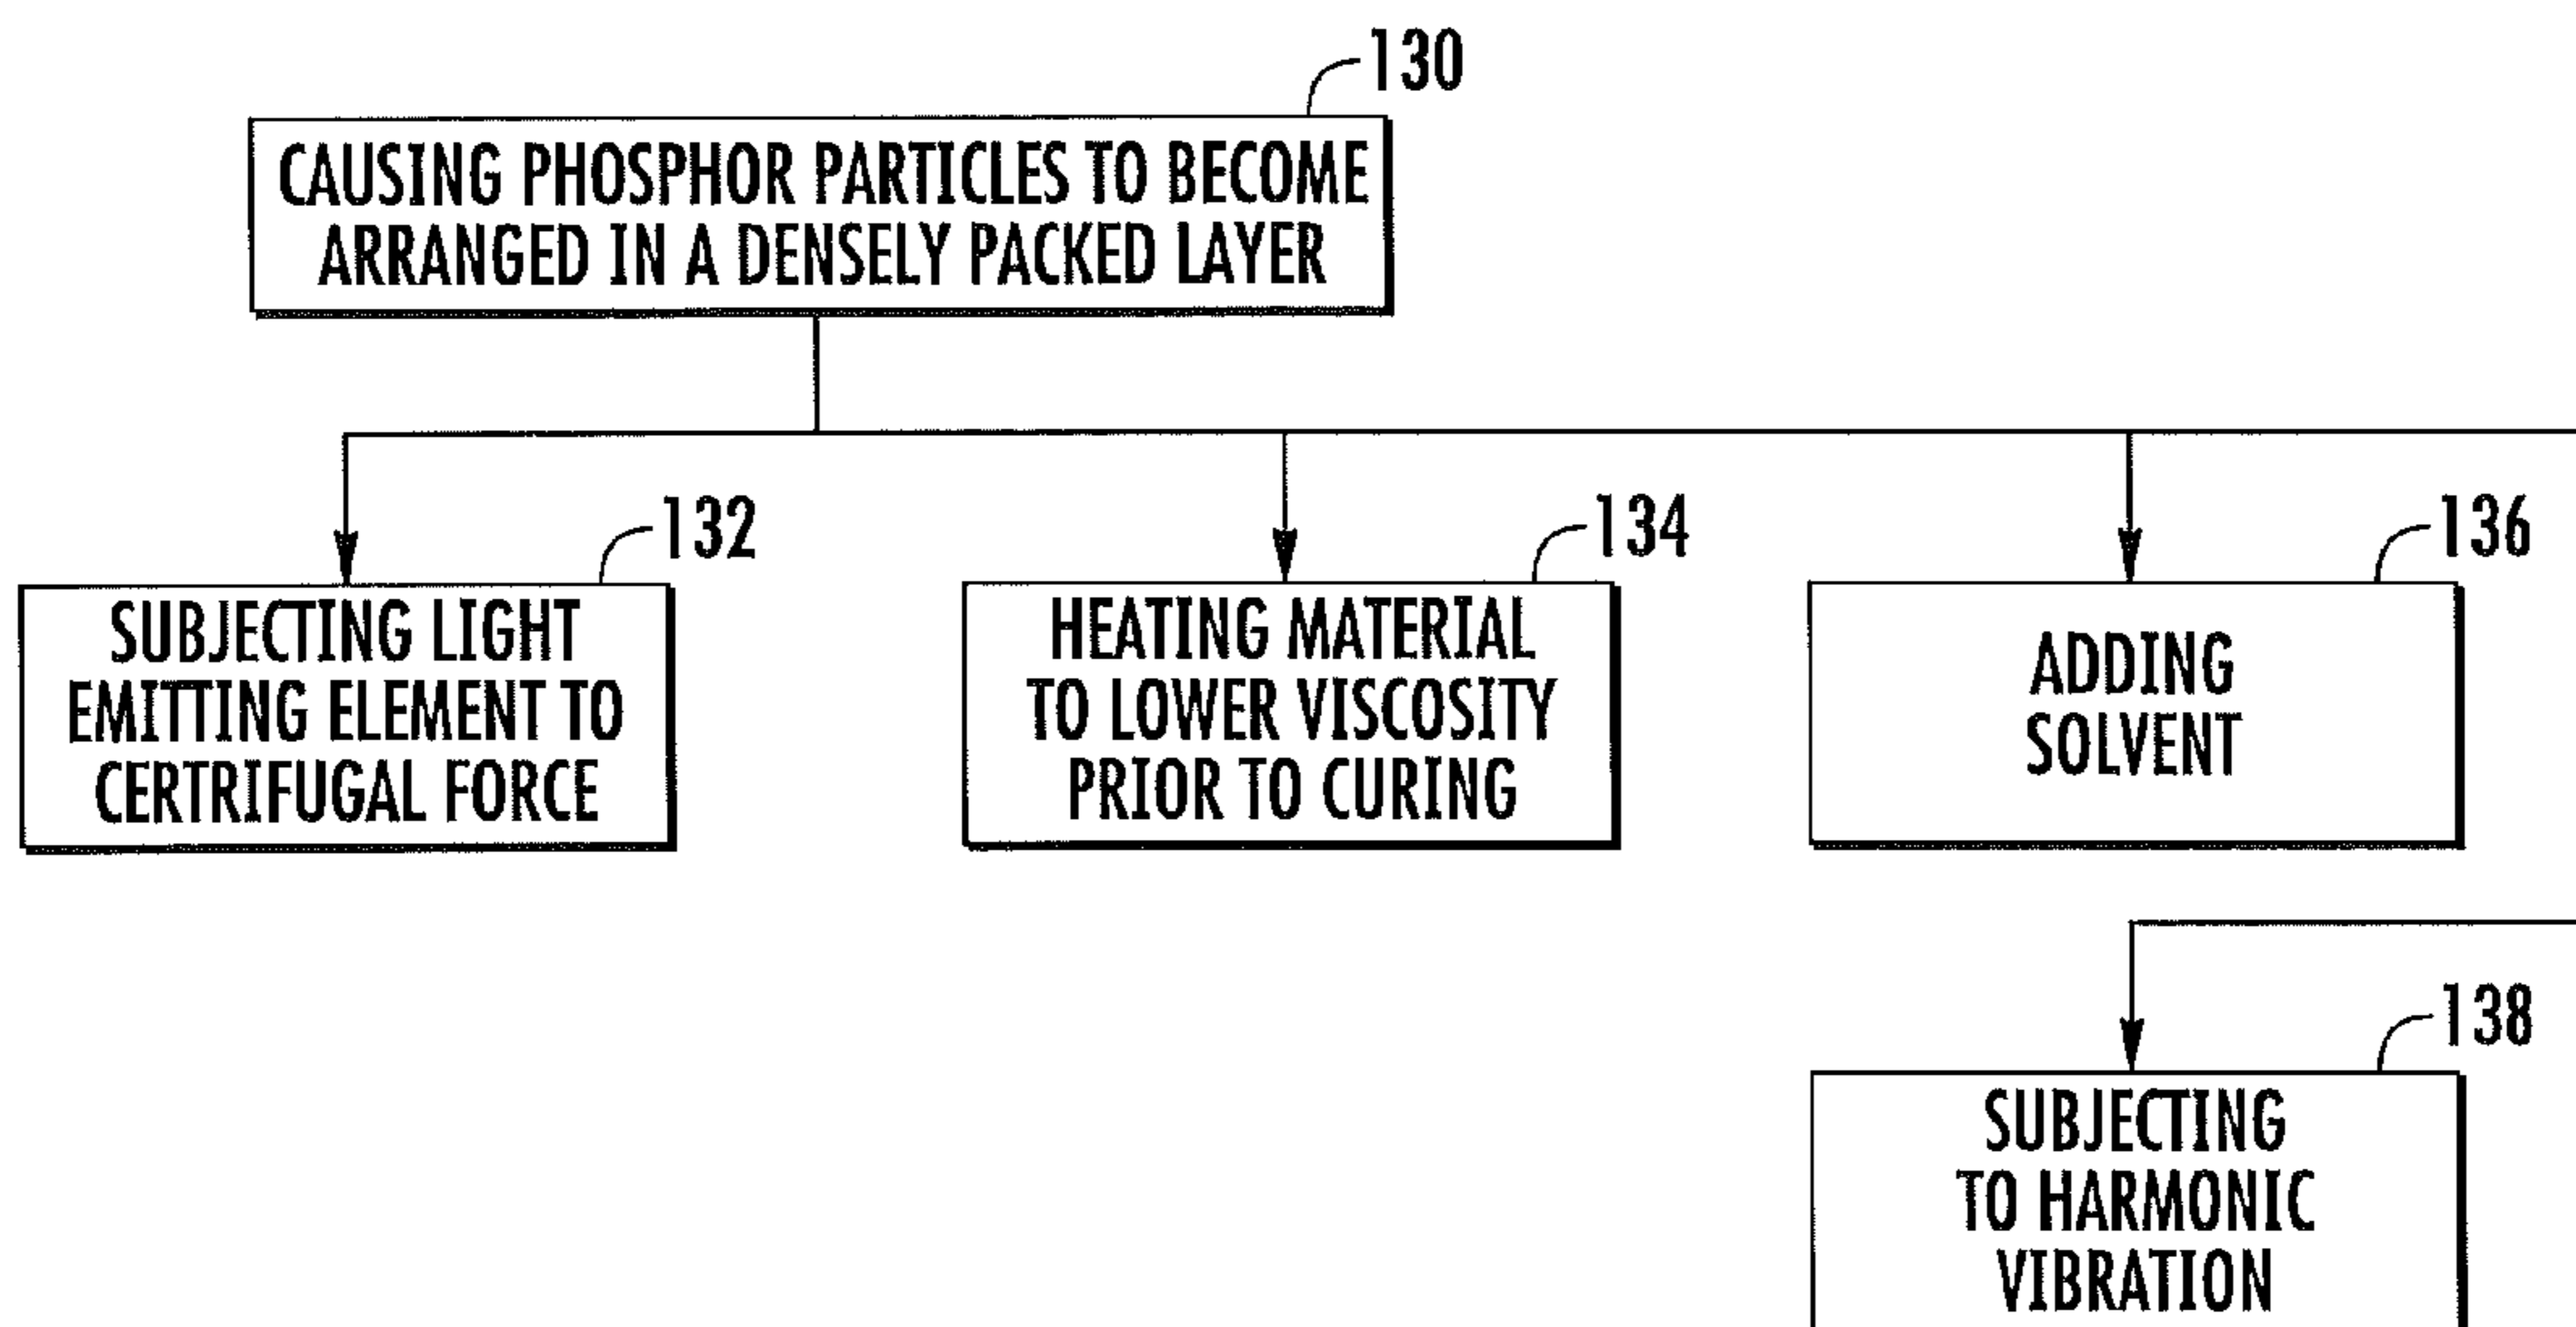 130
CAUSING PHOSPHOR PARTICLES TO BECOME
ARRANGED IN A DENSELY PACKED LAYER
132
SUBJECTING LIGHT
EMITTING ELEMENT TO
CERTRIFUGAL FORCE
134
HEATING MATERIAL
TO LOWER VISCOSITY
PRIOR TO CURING
136
ADDING
SOLVENT
138
SUBJECTING
TO HARMONIC
VIBRATION